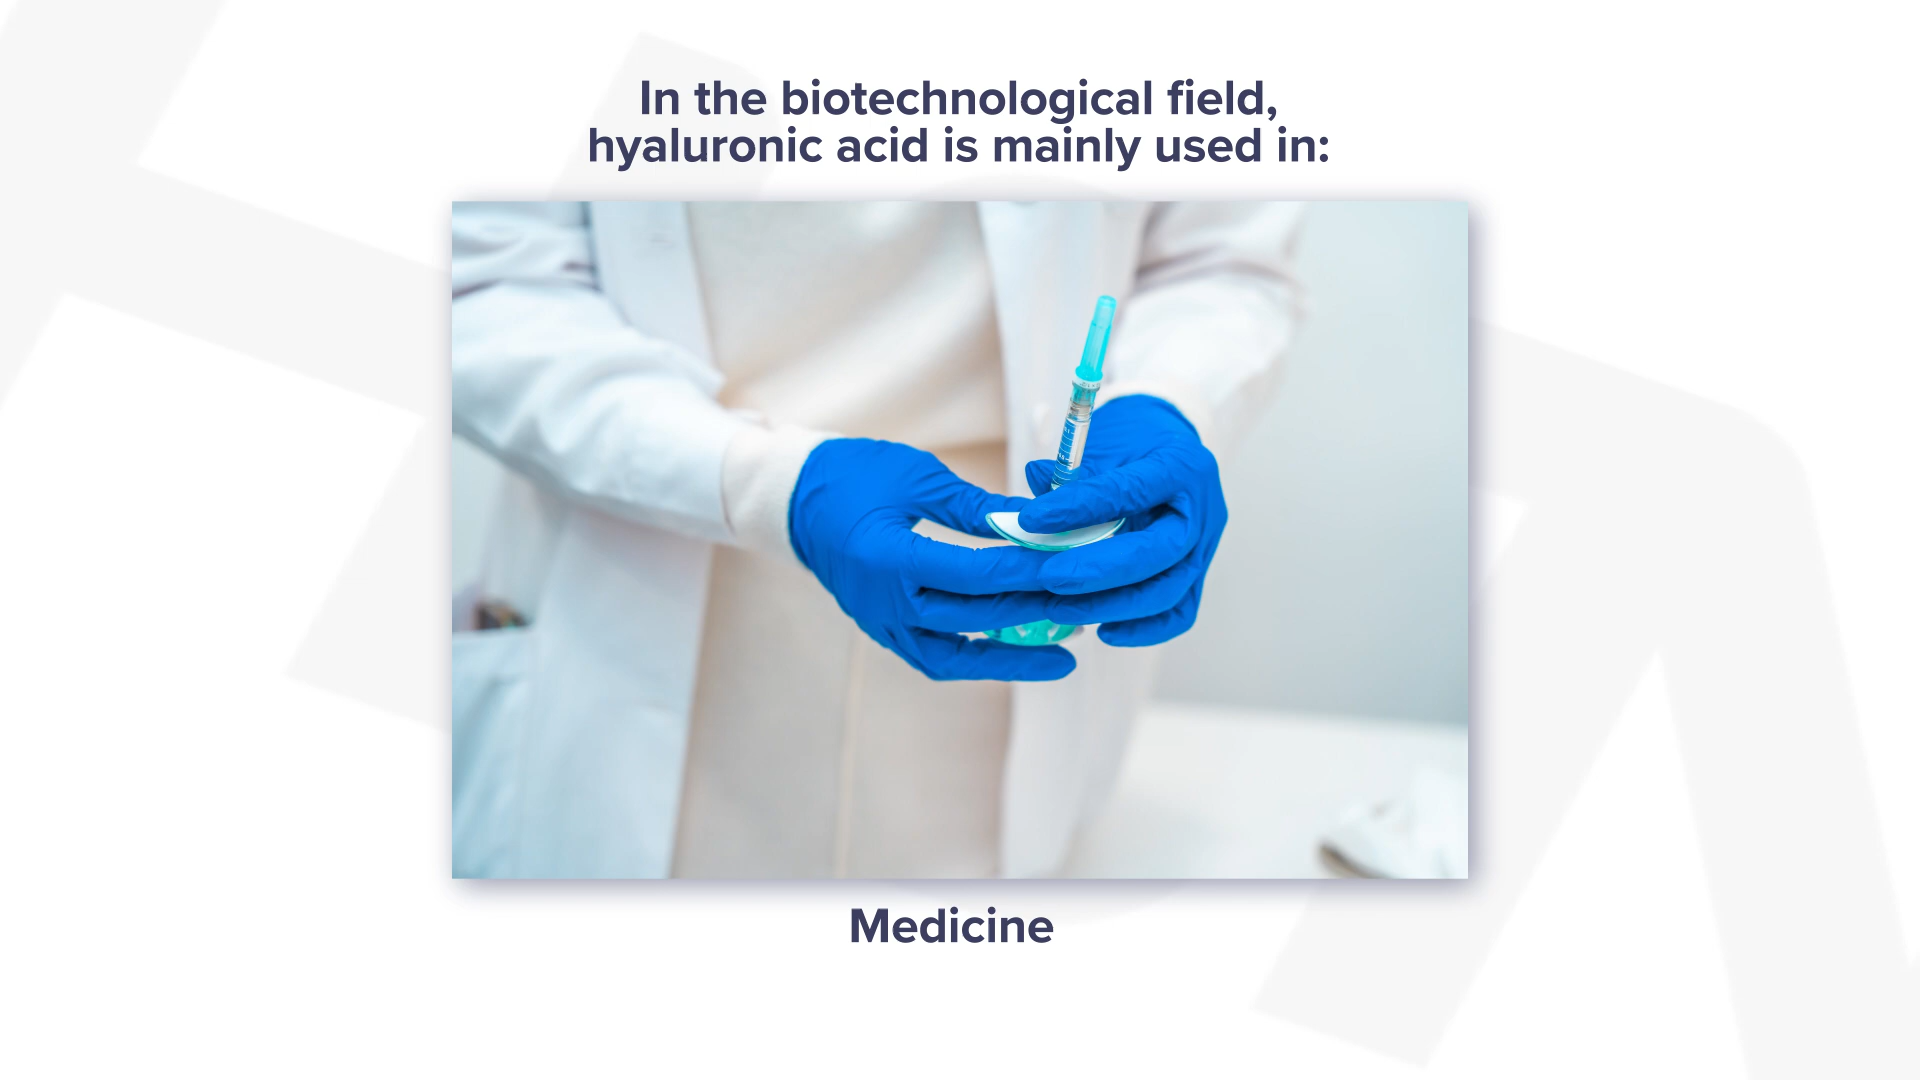 In the biotechnological field,
hyaluronic acid is mainly used in:
Medicine